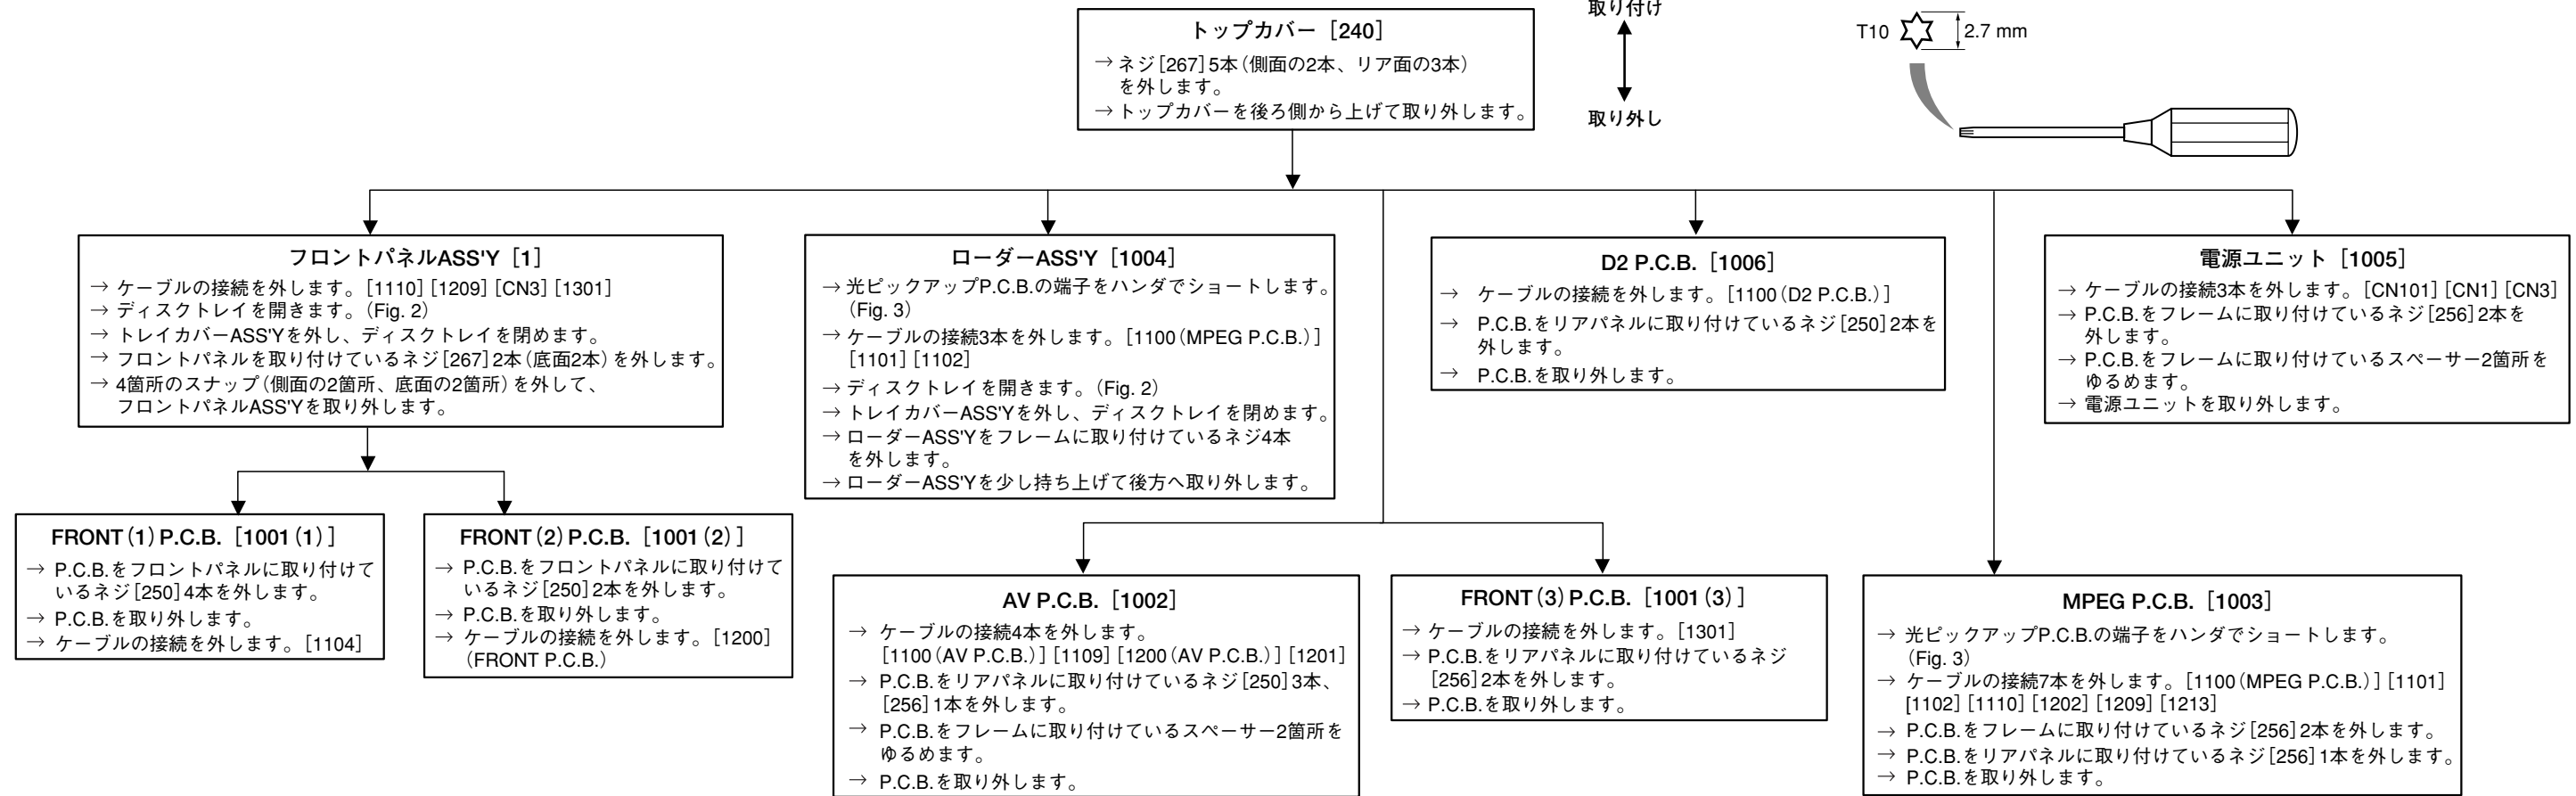 トップカバー [240]
→ ネジ[267]5本(側面の2本、リア面の3本)
を外します。
→ トップカバーを後ろ側から上げて取り外します。
取り付け
取り外し
T10
2.7 mm
フロントパネルASS'Y [1]
→ ケーブルの接続を外します。[1110] [1209] [CN3] [1301]
→ ディスクトレイを開きます。(Fig. 2)
→ トレイカバーASS'Yを外し、ディスクトレイを閉めます。
→ フロントパネルを取り付けているネジ[267]2本(底面2本)を外します。
→ 4箇所のスナップ(側面の2箇所、底面の2箇所)を外して、
フロントパネルASS'Yを取り外します。
ローダーASS'Y [1004]
→ 光ピックアップP.C.B.の端子をハンダでショートします。
(Fig. 3)
→ ケーブルの接続3本を外します。[1100(MPEG P.C.B.)]
[1101] [1102]
→ ディスクトレイを開きます。(Fig. 2)
→ トレイカバーASS'Yを外し、ディスクトレイを閉めます。
→ ローダーASS'Yをフレームに取り付けているネジ4本
を外します。
→ ローダーASS'Yを少し持ち上げて後方へ取り外します。
D2 P.C.B. [1006]
→ ケーブルの接続を外します。[1100(D2 P.C.B.)]
→ P.C.B.をリアパネルに取り付けているネジ[250]2本を
外します。
→ P.C.B.を取り外します。
電源ユニット [1005]
→ ケーブルの接続3本を外します。[CN101] [CN1] [CN3]
→ P.C.B.をフレームに取り付けているネジ[256]2本を
外します。
→ P.C.B.をフレームに取り付けているスペーサー2箇所を
ゆるめます。
→ 電源ユニットを取り外します。
FRONT(1)P.C.B. [1001(1)]
→ P.C.B.をフロントパネルに取り付けて
いるネジ[250]4本を外します。
→ P.C.B.を取り外します。
→ ケーブルの接続を外します。[1104]
FRONT(2)P.C.B. [1001(2)]
→ P.C.B.をフロントパネルに取り付けて
いるネジ[250]2本を外します。
→ P.C.B.を取り外します。
→ ケーブルの接続を外します。[1200]
(FRONT P.C.B.)
AV P.C.B. [1002]
→ ケーブルの接続4本を外します。
[1100(AV P.C.B.)] [1109] [1200(AV P.C.B.)] [1201]
→ P.C.B.をリアパネルに取り付けているネジ[250]3本、
[256]1本を外します。
→ P.C.B.をフレームに取り付けているスペーサー2箇所を
ゆるめます。
→ P.C.B.を取り外します。
FRONT(3)P.C.B. [1001(3)]
→ ケーブルの接続を外します。[1301]
→ P.C.B.をリアパネルに取り付けているネジ
[256]2本を外します。
→ P.C.B.を取り外します。
MPEG P.C.B. [1003]
→ 光ピックアップP.C.B.の端子をハンダでショートします。
(Fig. 3)
→ ケーブルの接続7本を外します。[1100(MPEG P.C.B.)] [1101]
[1102] [1110] [1202] [1209] [1213]
→ P.C.B.をフレームに取り付けているネジ[256]2本を外します。
→ P.C.B.をリアパネルに取り付けているネジ[256]1本を外します。
→ P.C.B.を取り外します。